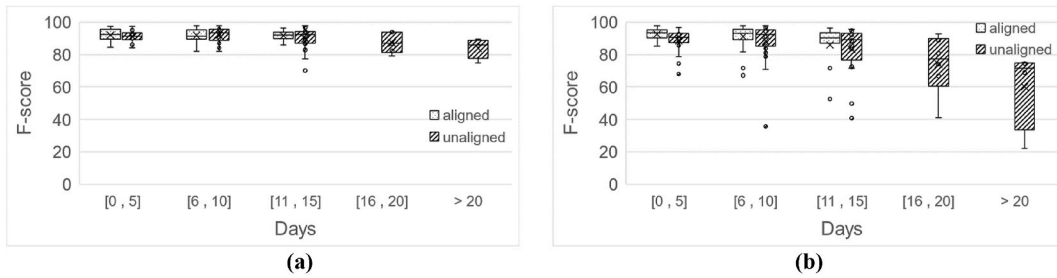 100
80
60
40
20
0
F-score
aligned
unaligned
[0 , 5] [6 , 10] [11 , 15] [16 , 20] > 20
Days
(a)
100
80
60
40
20
0
F-score
aligned
unaligned
[0 , 5] [6 , 10] [11 , 15] [16 , 20] > 20
Days
(b)